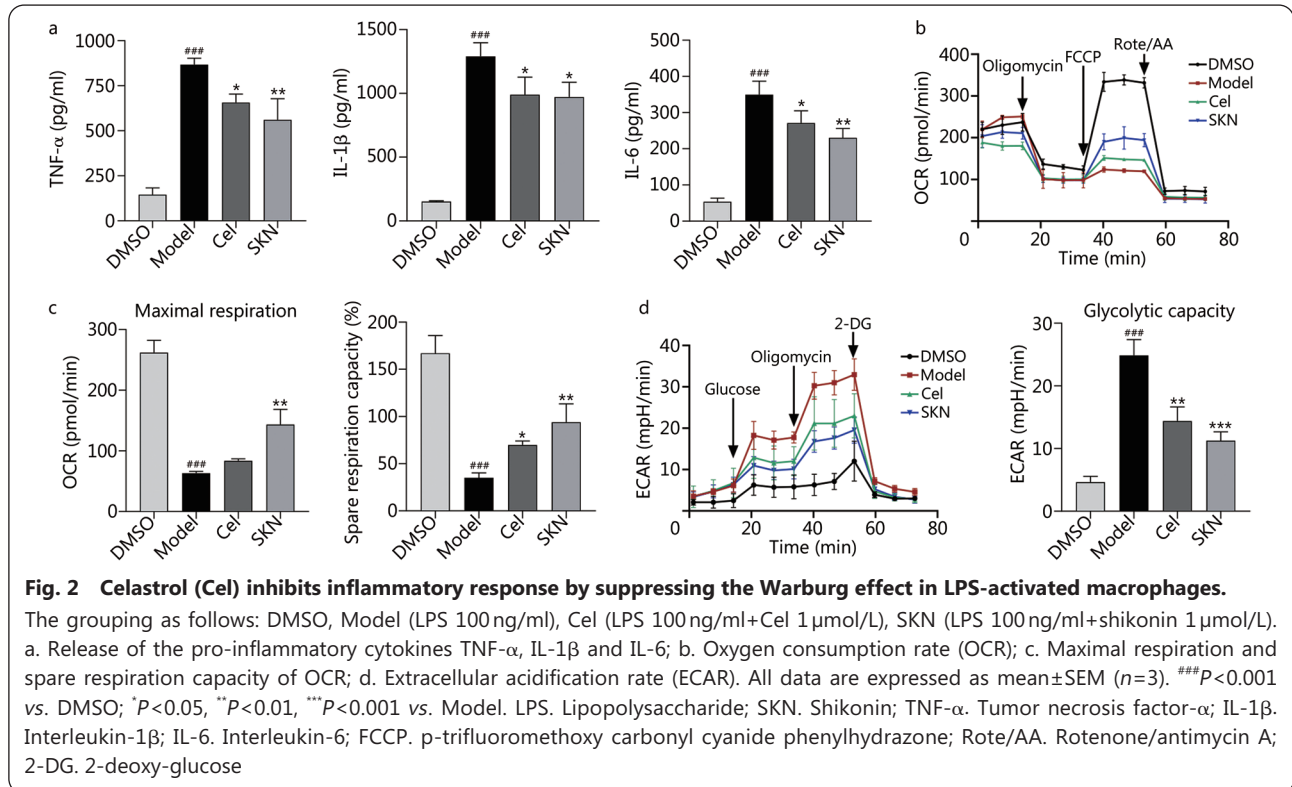 a
TNF-α (pg/ml)
1000
750
500
250
0
###
*
**
DMSO
Model
Cel
SKN
IL-1β (pg/ml)
1500
1000
500
0
###
*
*
DMSO
Model
Cel
SKN
IL-6 (pg/ml)
500
400
300
200
100
0
###
*
**
DMSO
Model
Cel
SKN
b
OCR (pmol/min)
400
300
200
100
0 20 40 60 80
Time (min)
Oligomycin
FCCP
Rote/AA
DMSO
Model
Cel
SKN
c
Maximal respiration
OCR (pmol/min)
300
200
100
0
###
**
DMSO
Model
Cel
SKN
Spare respiration capacity (%)
200
150
100
50
0
###
*
**
DMSO
Model
Cel
SKN
d
ECAR (mpH/min)
40
30
20
10
0 20 40 60 80
Time (min)
Glucose
Oligomycin
2-DG
DMSO
Model
Cel
SKN
Glycolytic capacity
ECAR (mpH/min)
30
20
10
0
###
**
***
DMSO
Model
Cel
SKN
Fig. 2 Celastrol (Cel) inhibits inflammatory response by suppressing the Warburg effect in LPS-activated macrophages.
The grouping as follows: DMSO, Model (LPS 100 ng/ml), Cel (LPS 100 ng/ml+Cel 1 μmol/L), SKN (LPS 100 ng/ml+shikonin 1 μmol/L).
a. Release of the pro-inflammatory cytokines TNF-α, IL-1β and IL-6; b. Oxygen consumption rate (OCR); c. Maximal respiration and
spare respiration capacity of OCR; d. Extracellular acidification rate (ECAR). All data are expressed as mean±SEM (n=3). ###P<0.001
vs. DMSO; *P<0.05, **P<0.01, ***P<0.001 vs. Model. LPS. Lipopolysaccharide; SKN. Shikonin; TNF-α. Tumor necrosis factor-α; IL-1β.
Interleukin-1β; IL-6. Interleukin-6; FCCP. p-trifluoromethoxy carbonyl cyanide phenylhydrazone; Rote/AA. Rotenone/antimycin A;
2-DG. 2-deoxy-glucose